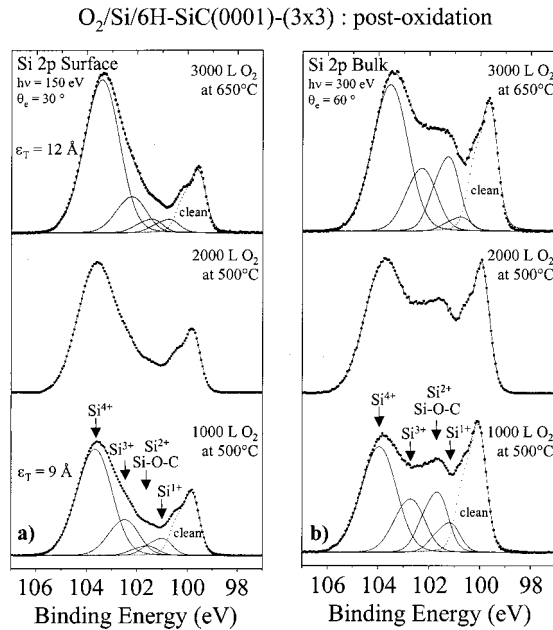 O₂/Si/6H-SiC(0001)-(3x3) : post-oxidation
Si 2p Surface
hν = 150 eV
θₑ = 30 °
3000 L O₂
at 650°C
ε_T = 12 Å
clean
2000 L O₂
at 500°C
Si⁴⁺
Si³⁺
Si²⁺
Si-O-C
Si¹⁺
1000 L O₂
at 500°C
ε_T = 9 Å
clean
a)
106 104 102 100 98
Binding Energy (eV)
Si 2p Bulk
hν = 300 eV
θₑ = 60 °
3000 L O₂
at 650°C
clean
2000 L O₂
at 500°C
Si⁴⁺
Si³⁺
Si²⁺
Si-O-C
Si¹⁺
1000 L O₂
at 500°C
clean
b)
106 104 102 100 98
Binding Energy (eV)